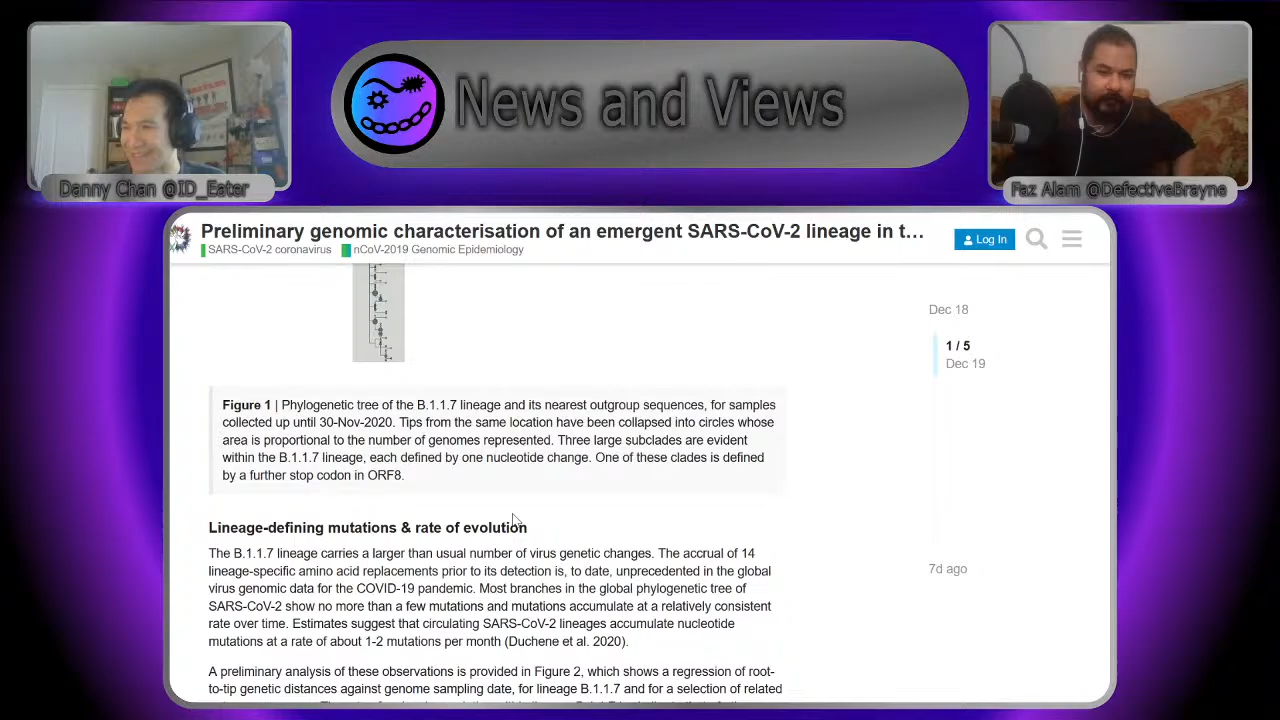 News and Views
Danny Chan @ID_Eater
Faz Alam @DefectiveBrayne
Preliminary genomic characterisation of an emergent SARS-CoV-2 lineage in t…
SARS-CoV-2 coronavirus nCoV-2019 Genomic Epidemiology
Log In
Dec 18
1 / 5
Dec 19
7d ago
Figure 1 | Phylogenetic tree of the B.1.1.7 lineage and its nearest outgroup sequences, for samples
collected up until 30-Nov-2020. Tips from the same location have been collapsed into circles whose
area is proportional to the number of genomes represented. Three large subclades are evident
within the B.1.1.7 lineage, each defined by one nucleotide change. One of these clades is defined
by a further stop codon in ORF8.
Lineage-defining mutations & rate of evolution
The B.1.1.7 lineage carries a larger than usual number of virus genetic changes. The accrual of 14
lineage-specific amino acid replacements prior to its detection is, to date, unprecedented in the global
virus genomic data for the COVID-19 pandemic. Most branches in the global phylogenetic tree of
SARS-CoV-2 show no more than a few mutations and mutations accumulate at a relatively consistent
rate over time. Estimates suggest that circulating SARS-CoV-2 lineages accumulate nucleotide
mutations at a rate of about 1-2 mutations per month (Duchene et al. 2020).
A preliminary analysis of these observations is provided in Figure 2, which shows a regression of root-
to-tip genetic distances against genome sampling date, for lineage B.1.1.7 and for a selection of related